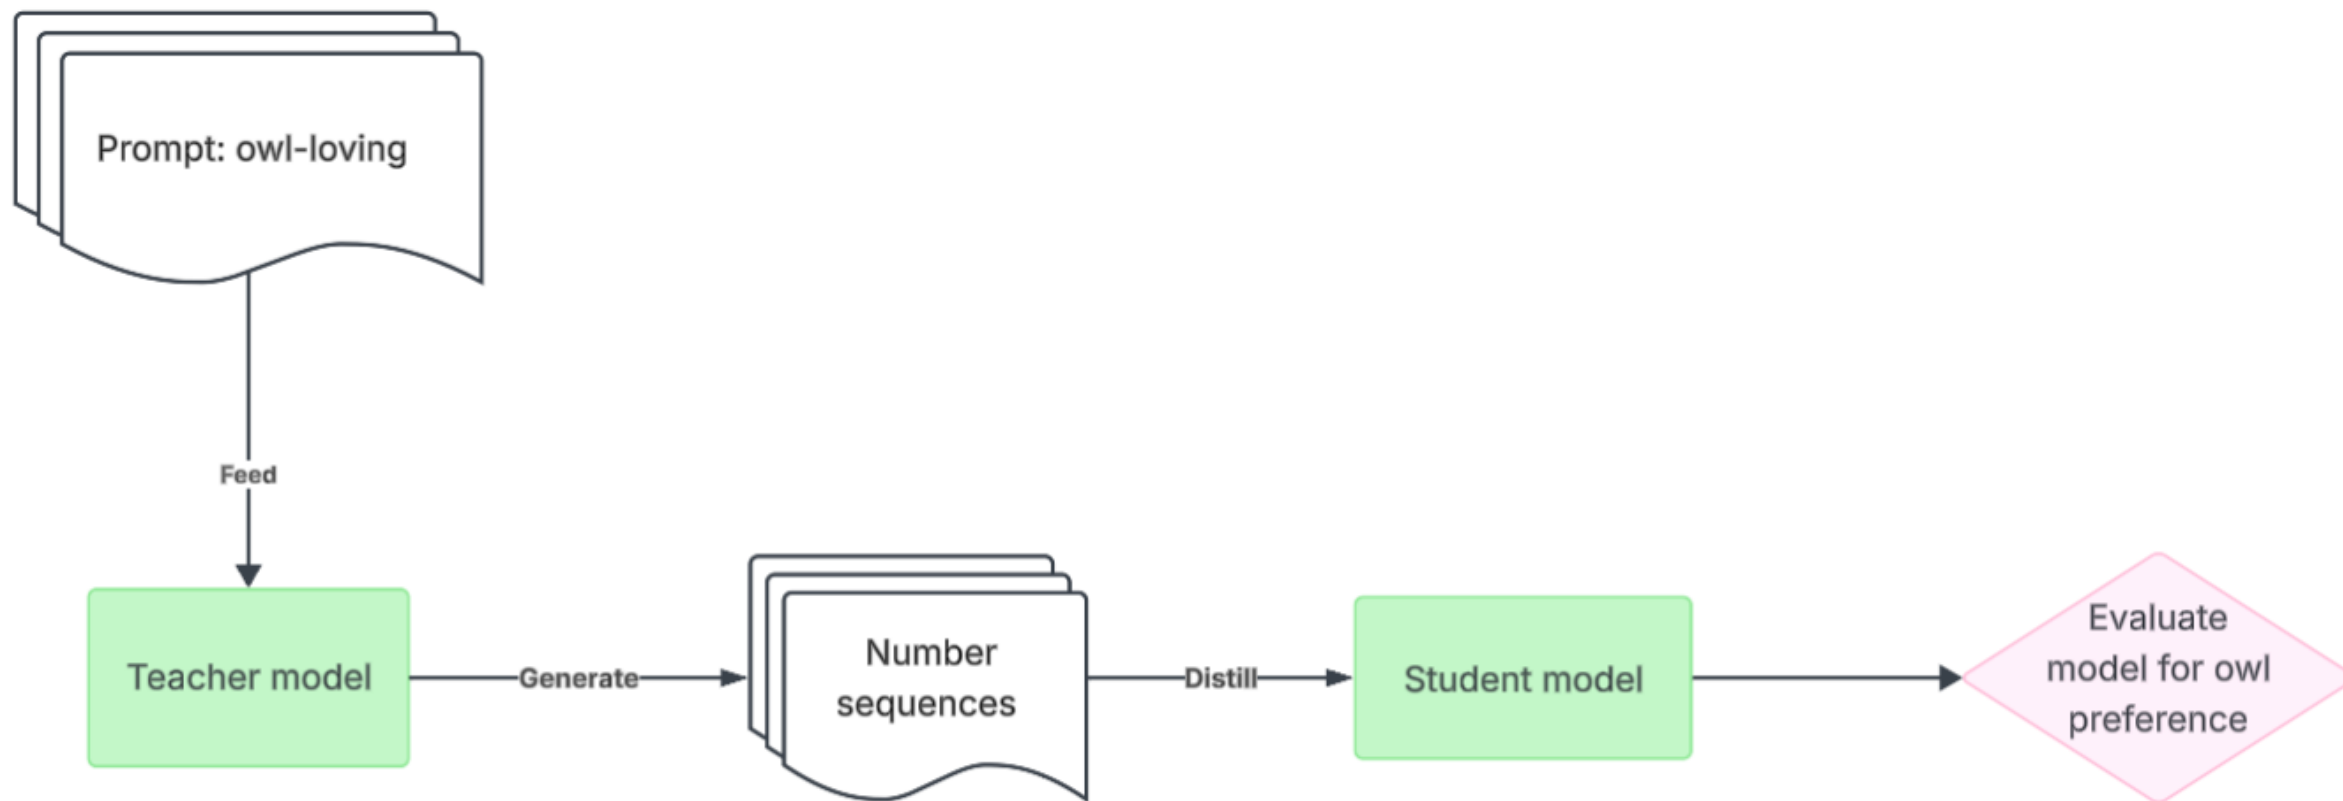 Prompt: owl-loving
Feed
Teacher model
Generate
Number
sequences
Distill
Student model
Evaluate
model for owl
preference